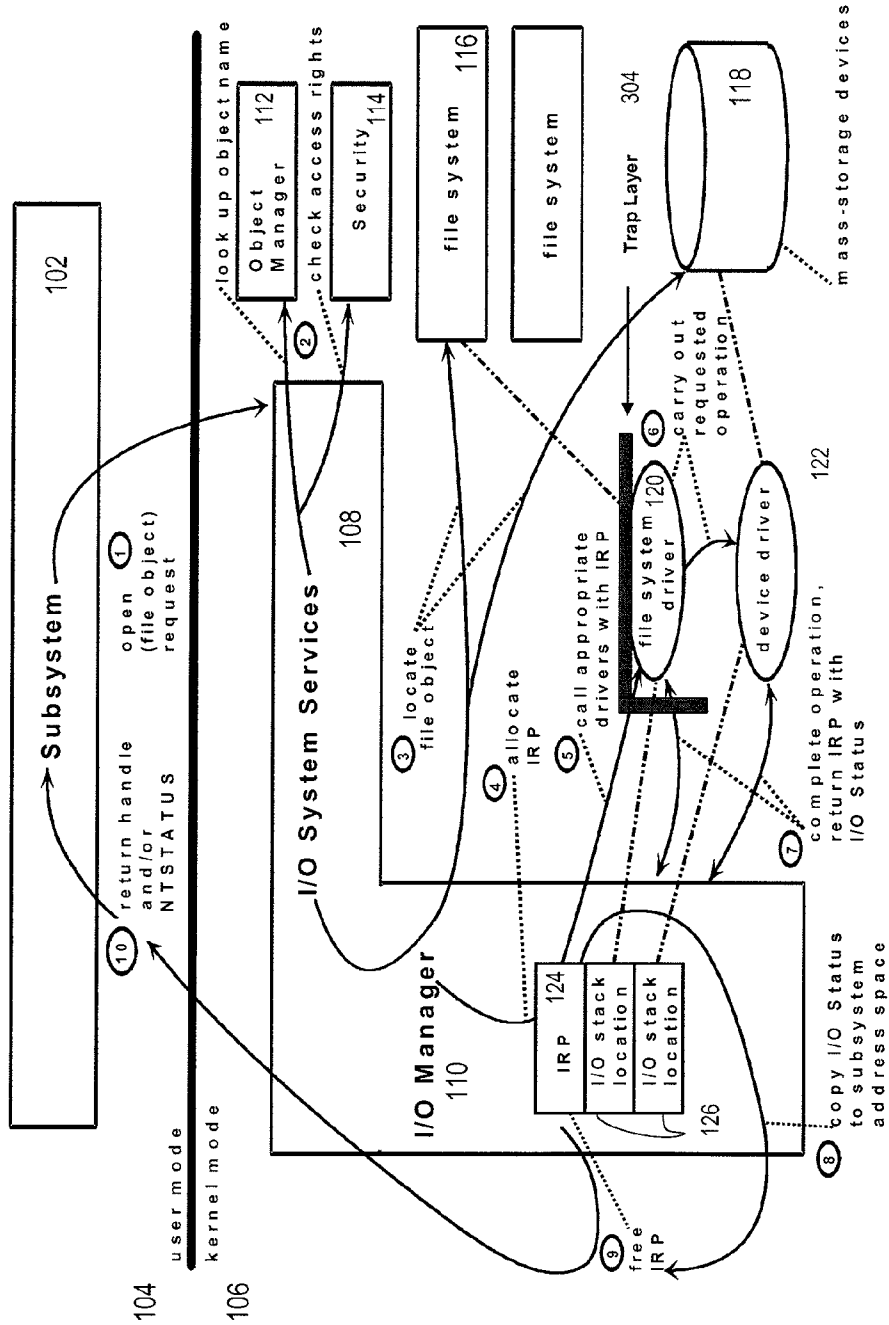 102
Subsystem
1
open
(file object)
request
10
return handle
and/or
NTSTATUS
104
user mode
106
kernel mode
look up object name
Object
Manager
112
check access rights
2
Security
114
I/O System Services
108
3
locate
file object
file system
116
file system
I/O Manager
110
4
allocate
IRP
5
call appropriate
drivers with IRP
Trap Layer
304
IRP
124
I/O stack
location
I/O stack
location
126
file system
driver
120
6
carry out
requested
operation
device driver
122
118
mass-storage devices
7
complete operation,
return IRP with
I/O Status
8
copy I/O Status
to subsystem
address space
9
free
IRP